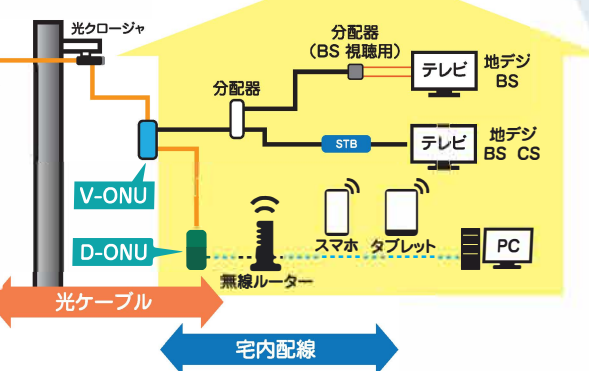 光クロージャ
分配器
（BS 視聴用）
テレビ
地デジ
BS
分配器
STB
テレビ
地デジ
BS CS
V-ONU
D-ONU
スマホ
タブレット
PC
無線ルーター
光ケーブル
宅内配線